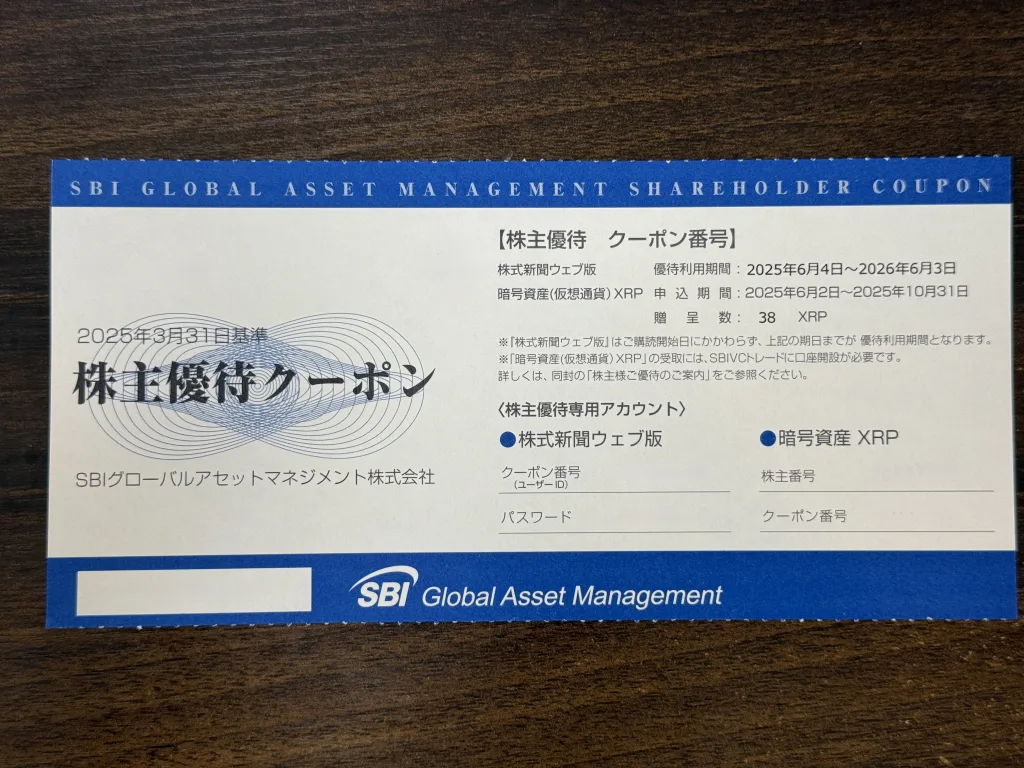 SBI GLOBAL ASSET MANAGEMENT SHAREHOLDER COUPON
2025年3月31日基準
株主優待クーポン
SBIグローバルアセットマネジメント株式会社
【株主優待 クーポン番号】
株式新聞ウェブ版 優待利用期間：2025年6月4日～2026年6月3日
暗号資産(仮想通貨)XRP 申込期間：2025年6月2日～2025年10月31日
贈呈数：38 XRP
※『株式新聞ウェブ版』はご購読開始日にかかわらず、上記の期日までが 優待利用期間となります。
※「暗号資産(仮想通貨)XRP」の受取には、SBIVCトレードに口座開設が必要です。
詳しくは、同封の「株主様ご優待のご案内」をご参照ください。
〈株主優待専用アカウント〉
●株式新聞ウェブ版 ●暗号資産 XRP
クーポン番号 株主番号
(ユーザーID)
パスワード クーポン番号
SBI Global Asset Management